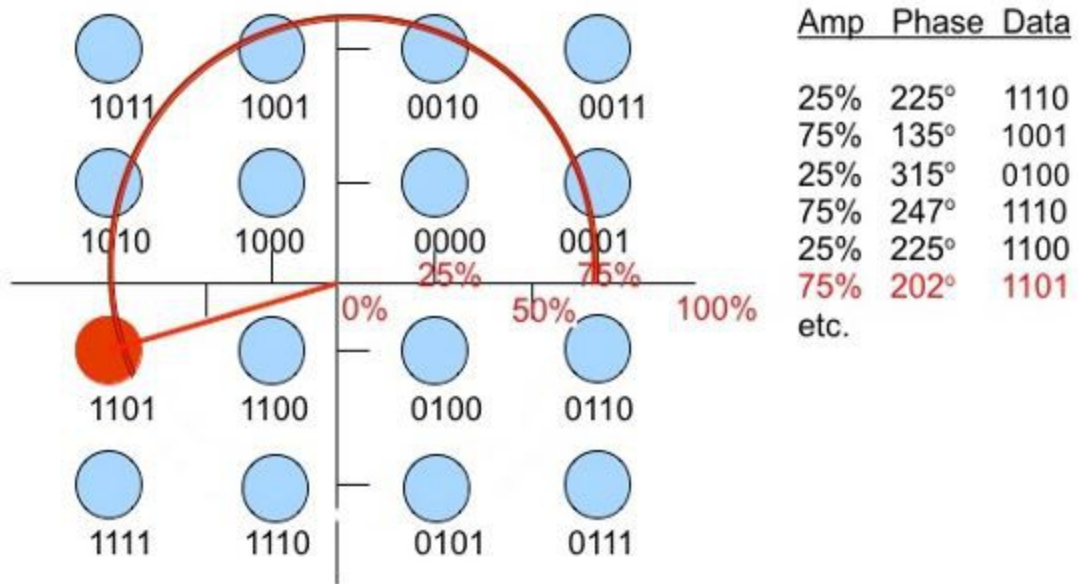 Amp Phase Data
1011 1001 0010 0011
25% 225° 1110
75% 135° 1001
25% 315° 0100
1010 1000 0000 0001
75% 247° 1110
25% 225° 1100
25% 75%
75% 202° 1101
0% 50% 100%
etc.
1101 1100 0100 0110
1111 1110 0101 0111